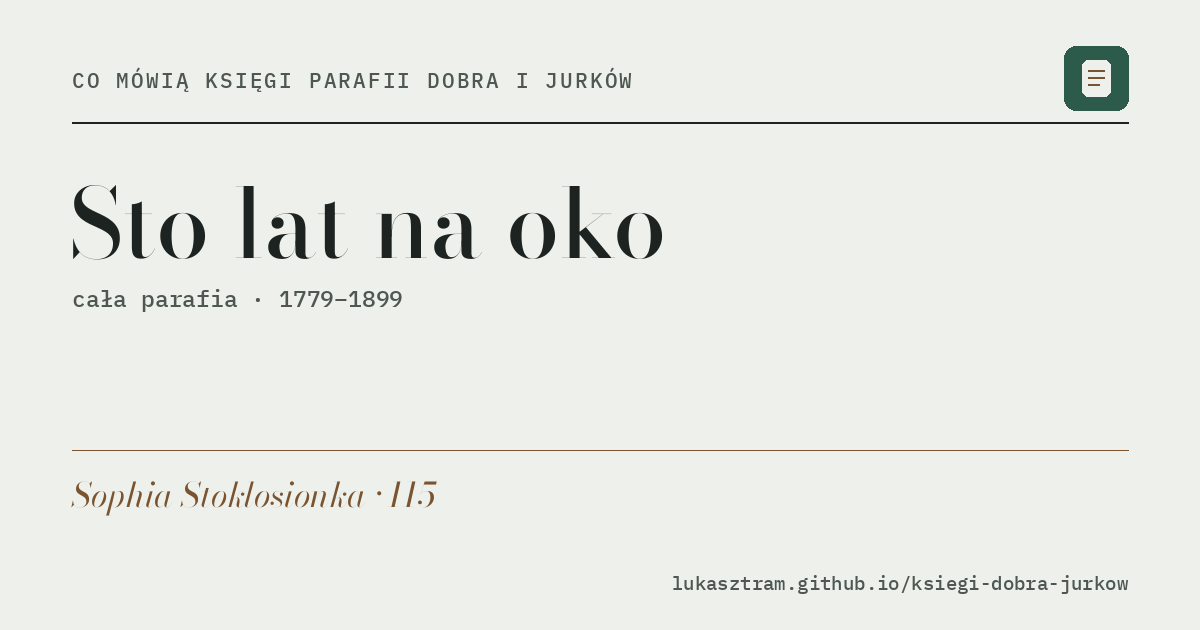 CO MÓWIĄ KSIĘGI PARAFII DOBRA I JURKÓW
Sto lat na oko
cała parafia · 1779–1899
Sophia Stokłosionka · 115
lukasztram.github.io/ksiegi-dobra-jurkow